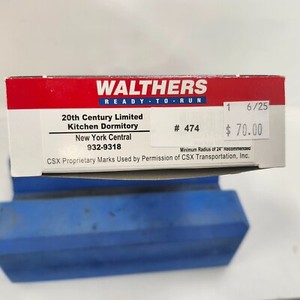 WALTHERS
READY-TO-RUN
20th Century Limited
Kitchen Dormitory
New York Central
932-9318
# 474
1 6/25
$ 70.00
Minimum Radius of 24" Recommended
CSX Proprietary Marks Used by Permission of CSX Transportation, Inc.